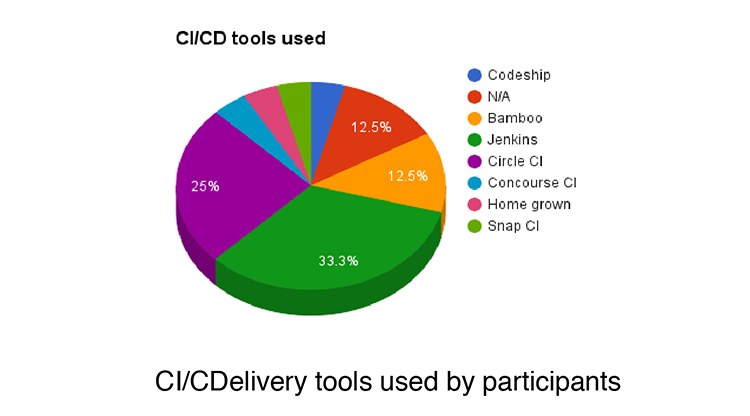 CI/CD tools used
Codeship
N/A
Bamboo
Jenkins
Circle CI
Concourse CI
Home grown
Snap CI
12.5%
12.5%
25%
33.3%
CI/CDelivery tools used by participants